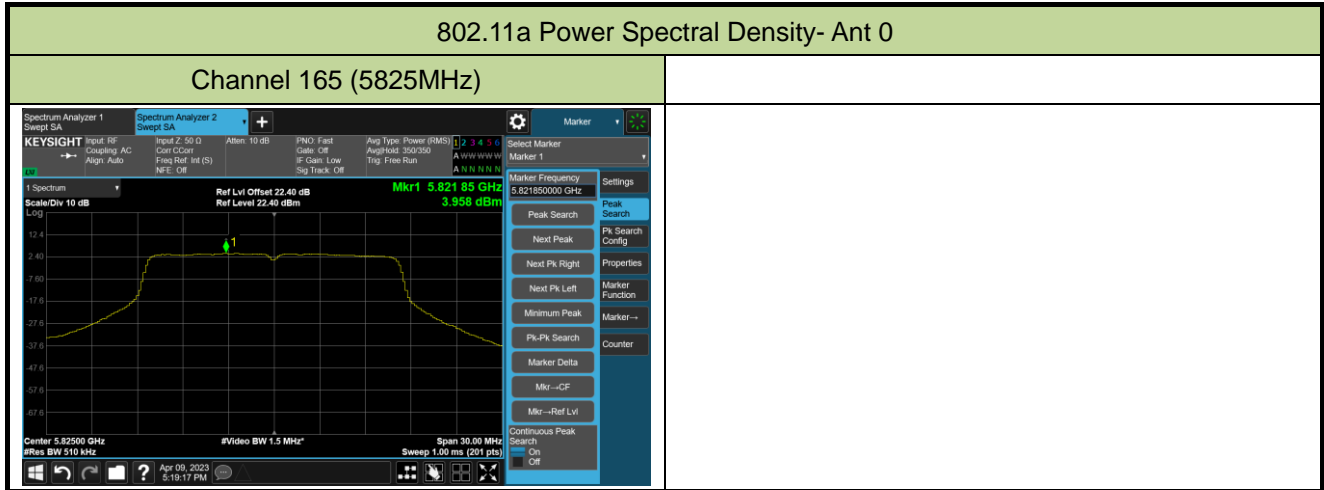 802.11a Power Spectral Density- Ant 0
Channel 165 (5825MHz)
Spectrum Analyzer 1
Swept SA
Spectrum Analyzer 2
Swept SA
+
Marker
KEYSIGHT
Input: RF
Coupling: AC
Align: Auto
Input Z: 50 Ω
Corr CCorr
Freq Ref: Int (S)
NFE: Off
Atten: 10 dB
PNO: Fast
Gate: Off
IF Gain: Low
Sig Track: Off
Avg Type: Power (RMS)
Avg|Hold: 350/350
Trig: Free Run
1 2 3 4 5 6
A W W W W W
A N N N N N
Select Marker
Marker 1
LXI
1 Spectrum
Scale/Div 10 dB
Log
Ref Lvl Offset 22.40 dB
Ref Level 22.40 dBm
Mkr1 5.821 85 GHz
3.958 dBm
Marker Frequency
5.821850000 GHz
Settings
Peak Search
Peak
Search
Next Peak
Pk Search
Config
Next Pk Right
Properties
Next Pk Left
Marker
Function
Minimum Peak
Marker→
Pk-Pk Search
Counter
Marker Delta
Mkr→CF
Mkr→Ref Lvl
Continuous Peak
Search
On
Off
12.4
1
2.40
-7.60
-17.6
-27.6
-37.6
-47.6
-57.6
-67.6
Center 5.82500 GHz
#Res BW 510 kHz
#Video BW 1.5 MHz*
Span 30.00 MHz
Sweep 1.00 ms (201 pts)
?
Apr 09, 2023
5:19:17 PM